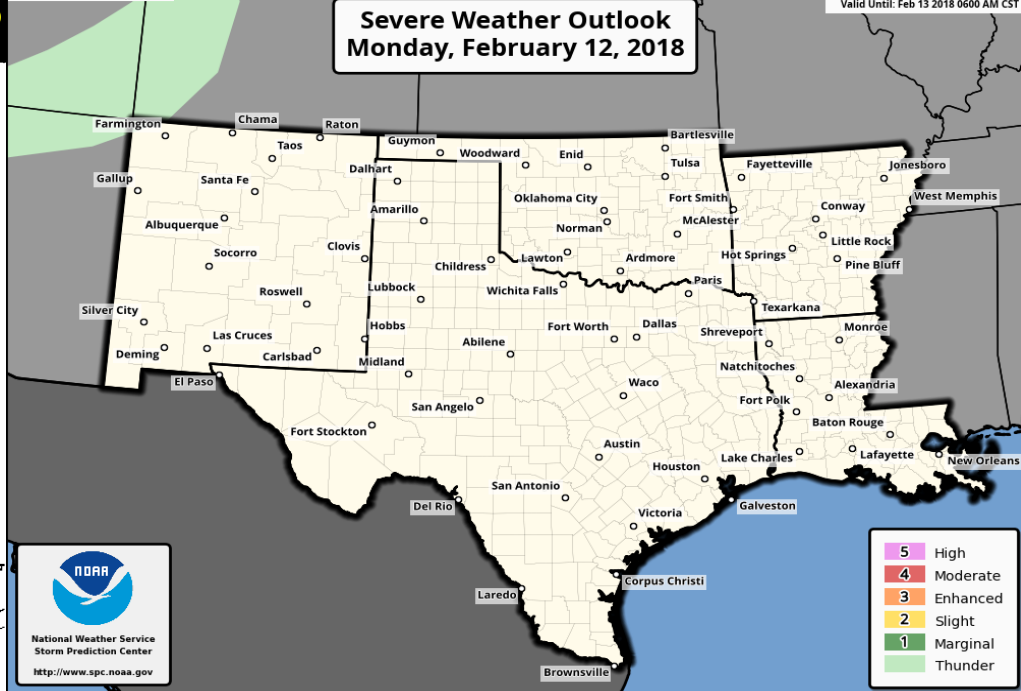 Valid Until: Feb 13 2018 0600 AM CST
Severe Weather Outlook
Monday, February 12, 2018
Farmington
Chama
Raton
Taos
Guymon
Woodward
Enid
Bartlesville
Tulsa
Fayetteville
Jonesboro
Gallup
Santa Fe
Dalhart
Amarillo
Oklahoma City
Fort Smith
Conway
West Memphis
Albuquerque
Norman
McAlester
Little Rock
Socorro
Clovis
Childress
Lawton
Ardmore
Hot Springs
Pine Bluff
Roswell
Lubbock
Wichita Falls
Paris
Texarkana
Silver City
Hobbs
Fort Worth
Dallas
Shreveport
Monroe
Las Cruces
Abilene
Deming
Carlsbad
Midland
Natchitoches
El Paso
Waco
Alexandria
San Angelo
Fort Polk
Fort Stockton
Baton Rouge
Austin
Lake Charles
Lafayette
New Orleans
Houston
San Antonio
Del Rio
Victoria
Galveston
Corpus Christi
Laredo
Brownsville
NOAA
National Weather Service
Storm Prediction Center
http://www.spc.noaa.gov
5 High
4 Moderate
3 Enhanced
2 Slight
1 Marginal
Thunder